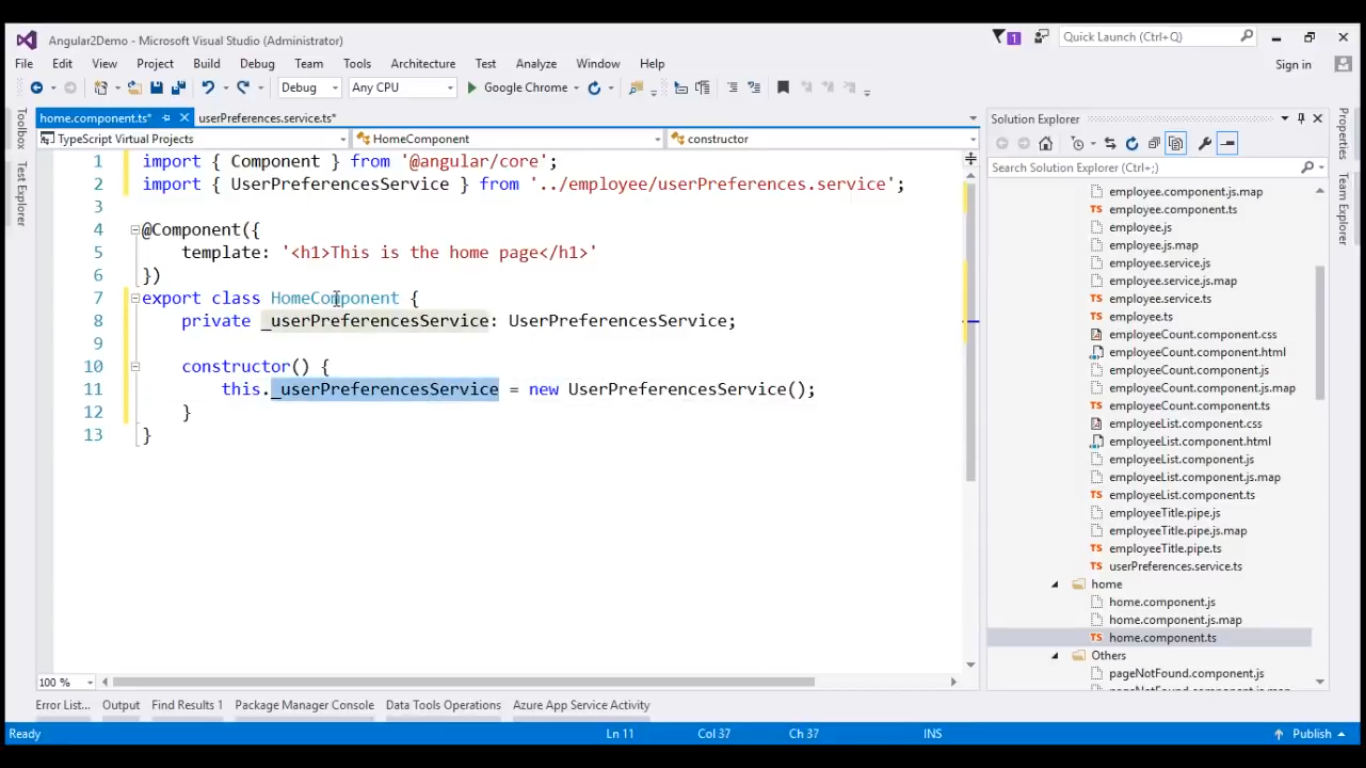 Angular2Demo - Microsoft Visual Studio (Administrator)
1
Quick Launch (Ctrl+Q)
File Edit View Project Build Debug Team Tools Architecture Test Analyze Window Help
Sign in
Debug Any CPU Google Chrome
Toolbox
Test Explorer
home.component.ts* userPreferences.service.ts*
TypeScript Virtual Projects HomeComponent constructor
1 import { Component } from '@angular/core';
2 import { UserPreferencesService } from '../employee/userPreferences.service';
3
4 @Component({
5 template: '<h1>This is the home page</h1>'
6 })
7 export class HomeComponent {
8 private _userPreferencesService: UserPreferencesService;
9
10 constructor() {
11 this._userPreferencesService = new UserPreferencesService();
12 }
13 }
100 %
Solution Explorer
Search Solution Explorer (Ctrl+;)
employee.component.js.map
TS employee.component.ts
employee.js
employee.js.map
employee.service.js
employee.service.js.map
TS employee.service.ts
TS employee.ts
employeeCount.component.css
employeeCount.component.html
employeeCount.component.js
employeeCount.component.js.map
TS employeeCount.component.ts
employeeList.component.css
employeeList.component.html
employeeList.component.js
employeeList.component.js.map
TS employeeList.component.ts
employeeTitle.pipe.js
employeeTitle.pipe.js.map
TS employeeTitle.pipe.ts
TS userPreferences.service.ts
home
home.component.js
home.component.js.map
TS home.component.ts
Others
pageNotFound.component.js
Properties
Team Explorer
Error List... Output Find Results 1 Package Manager Console Data Tools Operations Azure App Service Activity
Ready Ln 11 Col 37 Ch 37 INS Publish